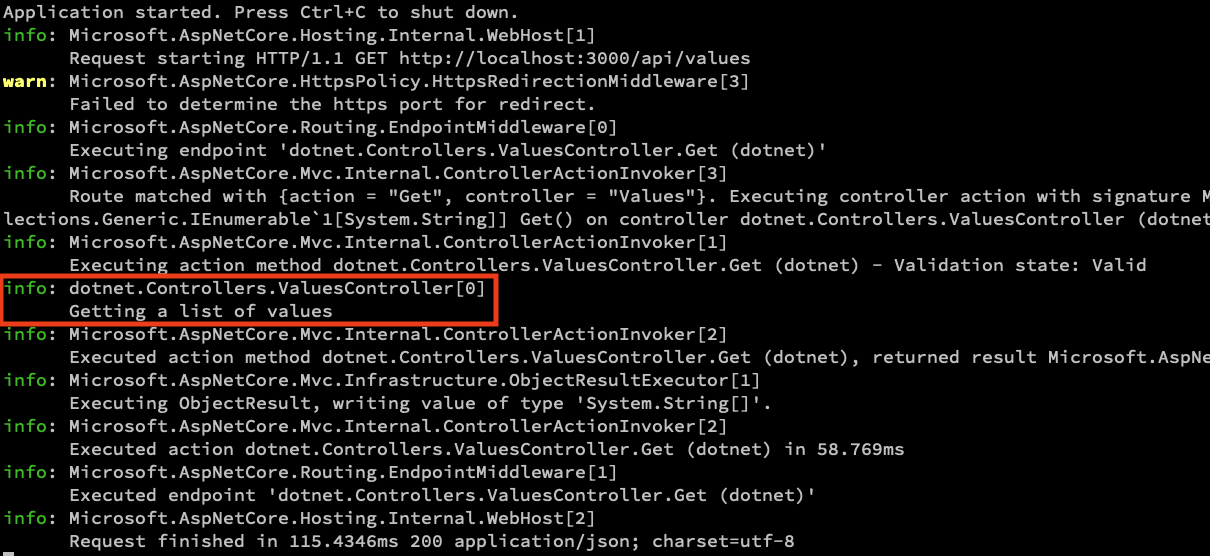 Application started. Press Ctrl+C to shut down.
info: Microsoft.AspNetCore.Hosting.Internal.WebHost[1]
      Request starting HTTP/1.1 GET http://localhost:3000/api/values
warn: Microsoft.AspNetCore.HttpsPolicy.HttpsRedirectionMiddleware[3]
      Failed to determine the https port for redirect.
info: Microsoft.AspNetCore.Routing.EndpointMiddleware[0]
      Executing endpoint 'dotnet.Controllers.ValuesController.Get (dotnet)'
info: Microsoft.AspNetCore.Mvc.Internal.ControllerActionInvoker[3]
      Route matched with {action = "Get", controller = "Values"}. Executing controller action with signature M
lections.Generic.IEnumerable`1[System.String]] Get() on controller dotnet.Controllers.ValuesController (dotnet
info: Microsoft.AspNetCore.Mvc.Internal.ControllerActionInvoker[1]
      Executing action method dotnet.Controllers.ValuesController.Get (dotnet) - Validation state: Valid
info: dotnet.Controllers.ValuesController[0]
      Getting a list of values
info: Microsoft.AspNetCore.Mvc.Internal.ControllerActionInvoker[2]
      Executed action method dotnet.Controllers.ValuesController.Get (dotnet), returned result Microsoft.AspNe
info: Microsoft.AspNetCore.Mvc.Infrastructure.ObjectResultExecutor[1]
      Executing ObjectResult, writing value of type 'System.String[]'.
info: Microsoft.AspNetCore.Mvc.Internal.ControllerActionInvoker[2]
      Executed action dotnet.Controllers.ValuesController.Get (dotnet) in 58.769ms
info: Microsoft.AspNetCore.Routing.EndpointMiddleware[1]
      Executed endpoint 'dotnet.Controllers.ValuesController.Get (dotnet)'
info: Microsoft.AspNetCore.Hosting.Internal.WebHost[2]
      Request finished in 115.4346ms 200 application/json; charset=utf-8